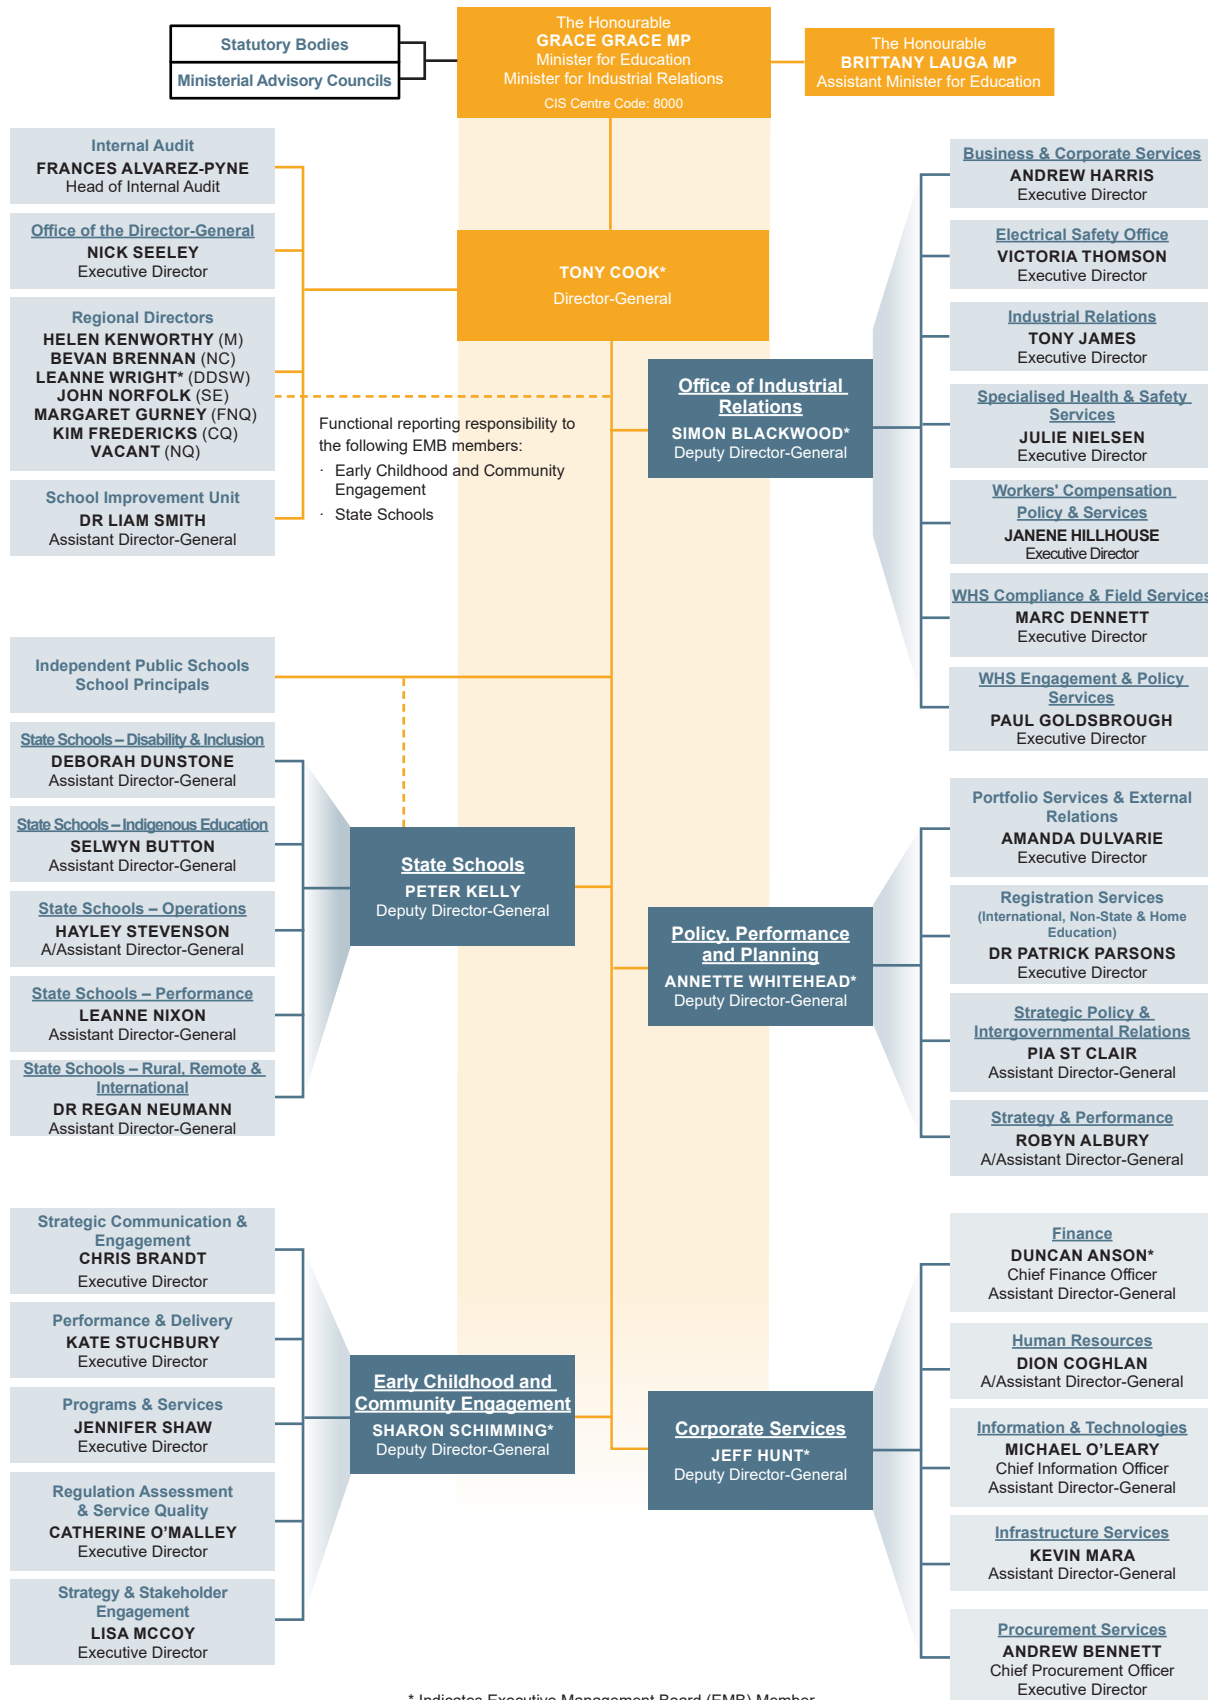 Statutory Bodies
Ministerial Advisory Councils
The Honourable
GRACE GRACE MP
Minister for Education
Minister for Industrial Relations
CIS Centre Code: 8000
The Honourable
BRITTANY LAUGA MP
Assistant Minister for Education
Internal Audit
FRANCES ALVAREZ-PYNE
Head of Internal Audit
Office of the Director-General
NICK SEELEY
Executive Director
Regional Directors
HELEN KENWORTHY (M)
BEVAN BRENNAN (NC)
LEANNE WRIGHT* (DDSW)
JOHN NORFOLK (SE)
MARGARET GURNEY (FNQ)
KIM FREDERICKS (CQ)
VACANT (NQ)
School Improvement Unit
DR LIAM SMITH
Assistant Director-General
TONY COOK*
Director-General
Functional reporting responsibility to
the following EMB members:
· Early Childhood and Community
Engagement
· State Schools
Office of Industrial
Relations
SIMON BLACKWOOD*
Deputy Director-General
Business & Corporate Services
ANDREW HARRIS
Executive Director
Electrical Safety Office
VICTORIA THOMSON
Executive Director
Industrial Relations
TONY JAMES
Executive Director
Specialised Health & Safety
Services
JULIE NIELSEN
Executive Director
Workers' Compensation
Policy & Services
JANENE HILLHOUSE
Executive Director
WHS Compliance & Field Services
MARC DENNETT
Executive Director
WHS Engagement & Policy
Services
PAUL GOLDSBROUGH
Executive Director
Independent Public Schools
School Principals
State Schools – Disability & Inclusion
DEBORAH DUNSTONE
Assistant Director-General
State Schools – Indigenous Education
SELWYN BUTTON
Assistant Director-General
State Schools – Operations
HAYLEY STEVENSON
A/Assistant Director-General
State Schools – Performance
LEANNE NIXON
Assistant Director-General
State Schools – Rural, Remote &
International
DR REGAN NEUMANN
Assistant Director-General
State Schools
PETER KELLY
Deputy Director-General
Policy, Performance
and Planning
ANNETTE WHITEHEAD*
Deputy Director-General
Portfolio Services & External
Relations
AMANDA DULVARIE
Executive Director
Registration Services
(International, Non-State & Home
Education)
DR PATRICK PARSONS
Executive Director
Strategic Policy &
Intergovernmental Relations
PIA ST CLAIR
Assistant Director-General
Strategy & Performance
ROBYN ALBURY
A/Assistant Director-General
Strategic Communication &
Engagement
CHRIS BRANDT
Executive Director
Performance & Delivery
KATE STUCHBURY
Executive Director
Programs & Services
JENNIFER SHAW
Executive Director
Regulation Assessment
& Service Quality
CATHERINE O'MALLEY
Executive Director
Strategy & Stakeholder
Engagement
LISA MCCOY
Executive Director
Early Childhood and
Community Engagement
SHARON SCHIMMING*
Deputy Director-General
Corporate Services
JEFF HUNT*
Deputy Director-General
Finance
DUNCAN ANSON*
Chief Finance Officer
Assistant Director-General
Human Resources
DION COGHLAN
A/Assistant Director-General
Information & Technologies
MICHAEL O'LEARY
Chief Information Officer
Assistant Director-General
Infrastructure Services
KEVIN MARA
Assistant Director-General
Procurement Services
ANDREW BENNETT
Chief Procurement Officer
Executive Director
* Indicates Executive Management Board (EMB) Member